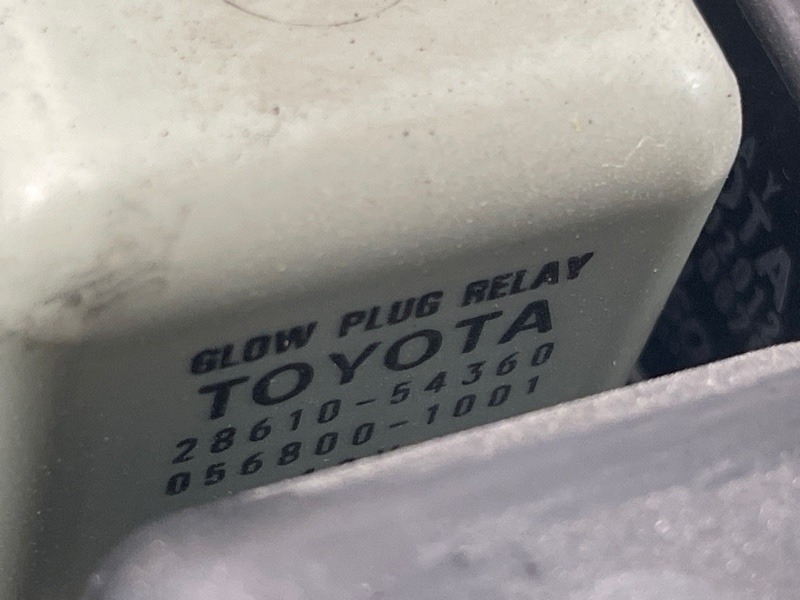 GLOW PLUG RELAY
TOYOTA
28610-54360
056800-1001